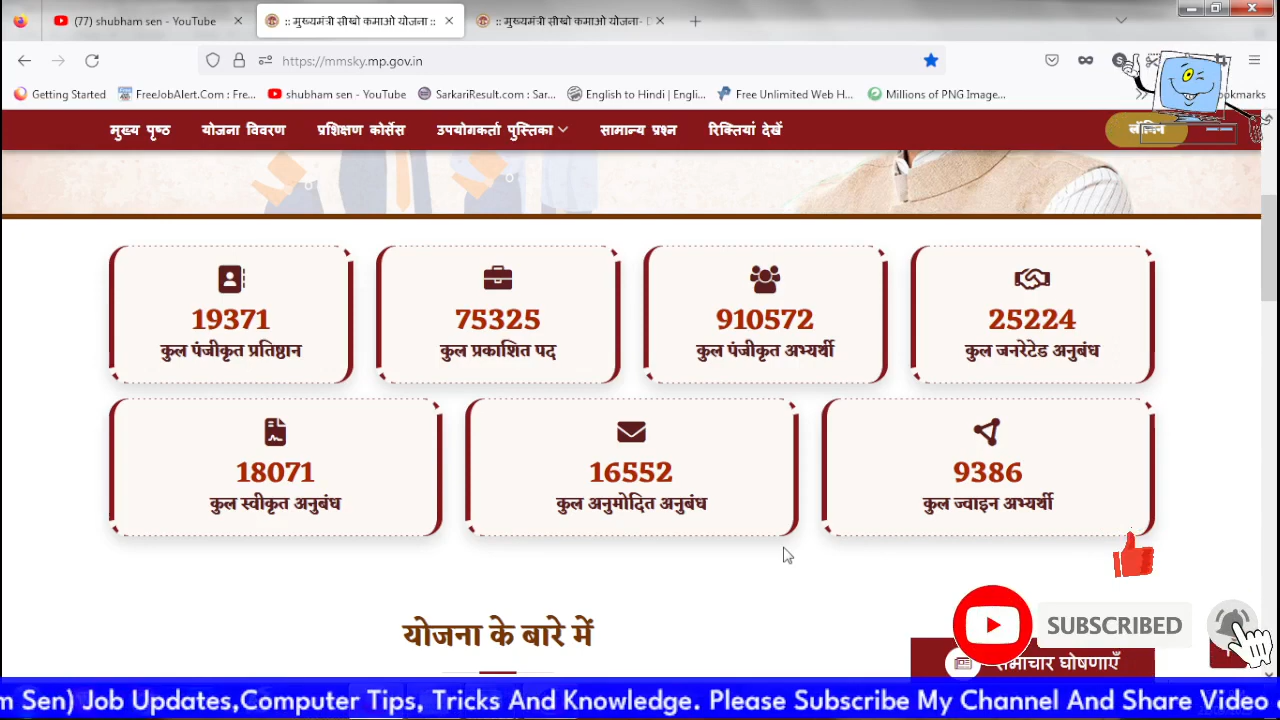 (77) shubham sen - YouTube
:: मुख्यमंत्री सीखो कमाओ योजना ::
:: मुख्यमंत्री सीखो कमाओ योजना-
https://mmsky.mp.gov.in
Getting Started
FreeJobAlert.Com : Fre...
shubham sen - YouTube
SarkariResult.com : Sar...
English to Hindi | Engli...
Free Unlimited Web H...
Millions of PNG Image...
मुख्य पृष्ठ
योजना विवरण
प्रशिक्षण कोर्सेस
उपयोगकर्ता पुस्तिका
सामान्य प्रश्न
रिक्तियां देखें
लॉगिन
19371
कुल पंजीकृत प्रतिष्ठान
75325
कुल प्रकाशित पद
910572
कुल पंजीकृत अभ्यर्थी
25224
कुल जनरेटेड अनुबंध
18071
कुल स्वीकृत अनुबंध
16552
कुल अनुमोदित अनुबंध
9386
कुल ज्वाइन अभ्यर्थी
योजना के बारे में
समाचार घोषणाएँ
SUBSCRIBED
m Sen) Job Updates,Computer Tips, Tricks And Knowledge. Please Subscribe My Channel And Share Video